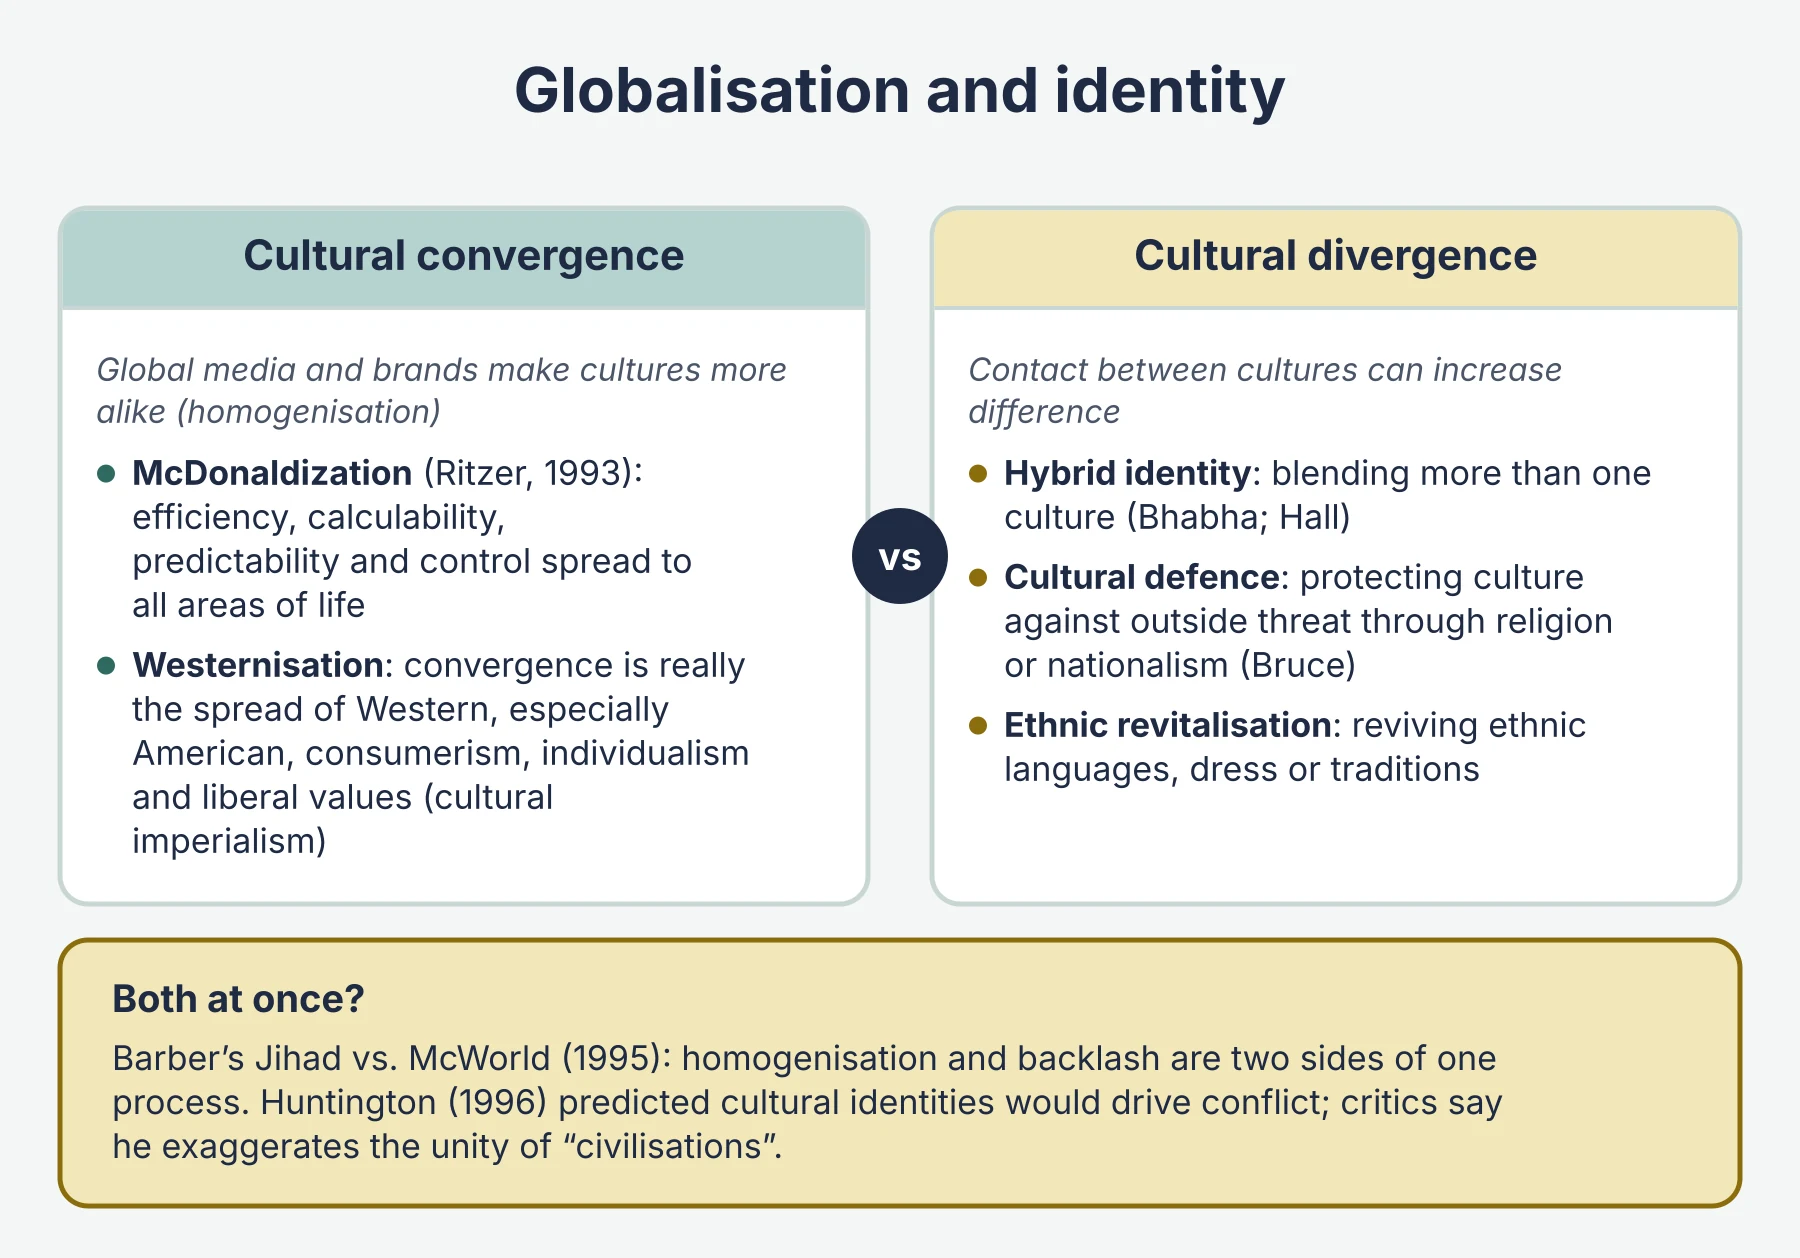 Globalisation and identity
Cultural convergence
Global media and brands make cultures more
alike (homogenisation)
McDonaldization (Ritzer, 1993):
efficiency, calculability,
predictability and control spread to
all areas of life
Westernisation: convergence is really
the spread of Western, especially
American, consumerism, individualism
and liberal values (cultural
imperialism)
vs
Cultural divergence
Contact between cultures can increase
difference
Hybrid identity: blending more than one
culture (Bhabha; Hall)
Cultural defence: protecting culture
against outside threat through religion
or nationalism (Bruce)
Ethnic revitalisation: reviving ethnic
languages, dress or traditions
Both at once?
Barber’s Jihad vs. McWorld (1995): homogenisation and backlash are two sides of one
process. Huntington (1996) predicted cultural identities would drive conflict; critics say
he exaggerates the unity of “civilisations”.